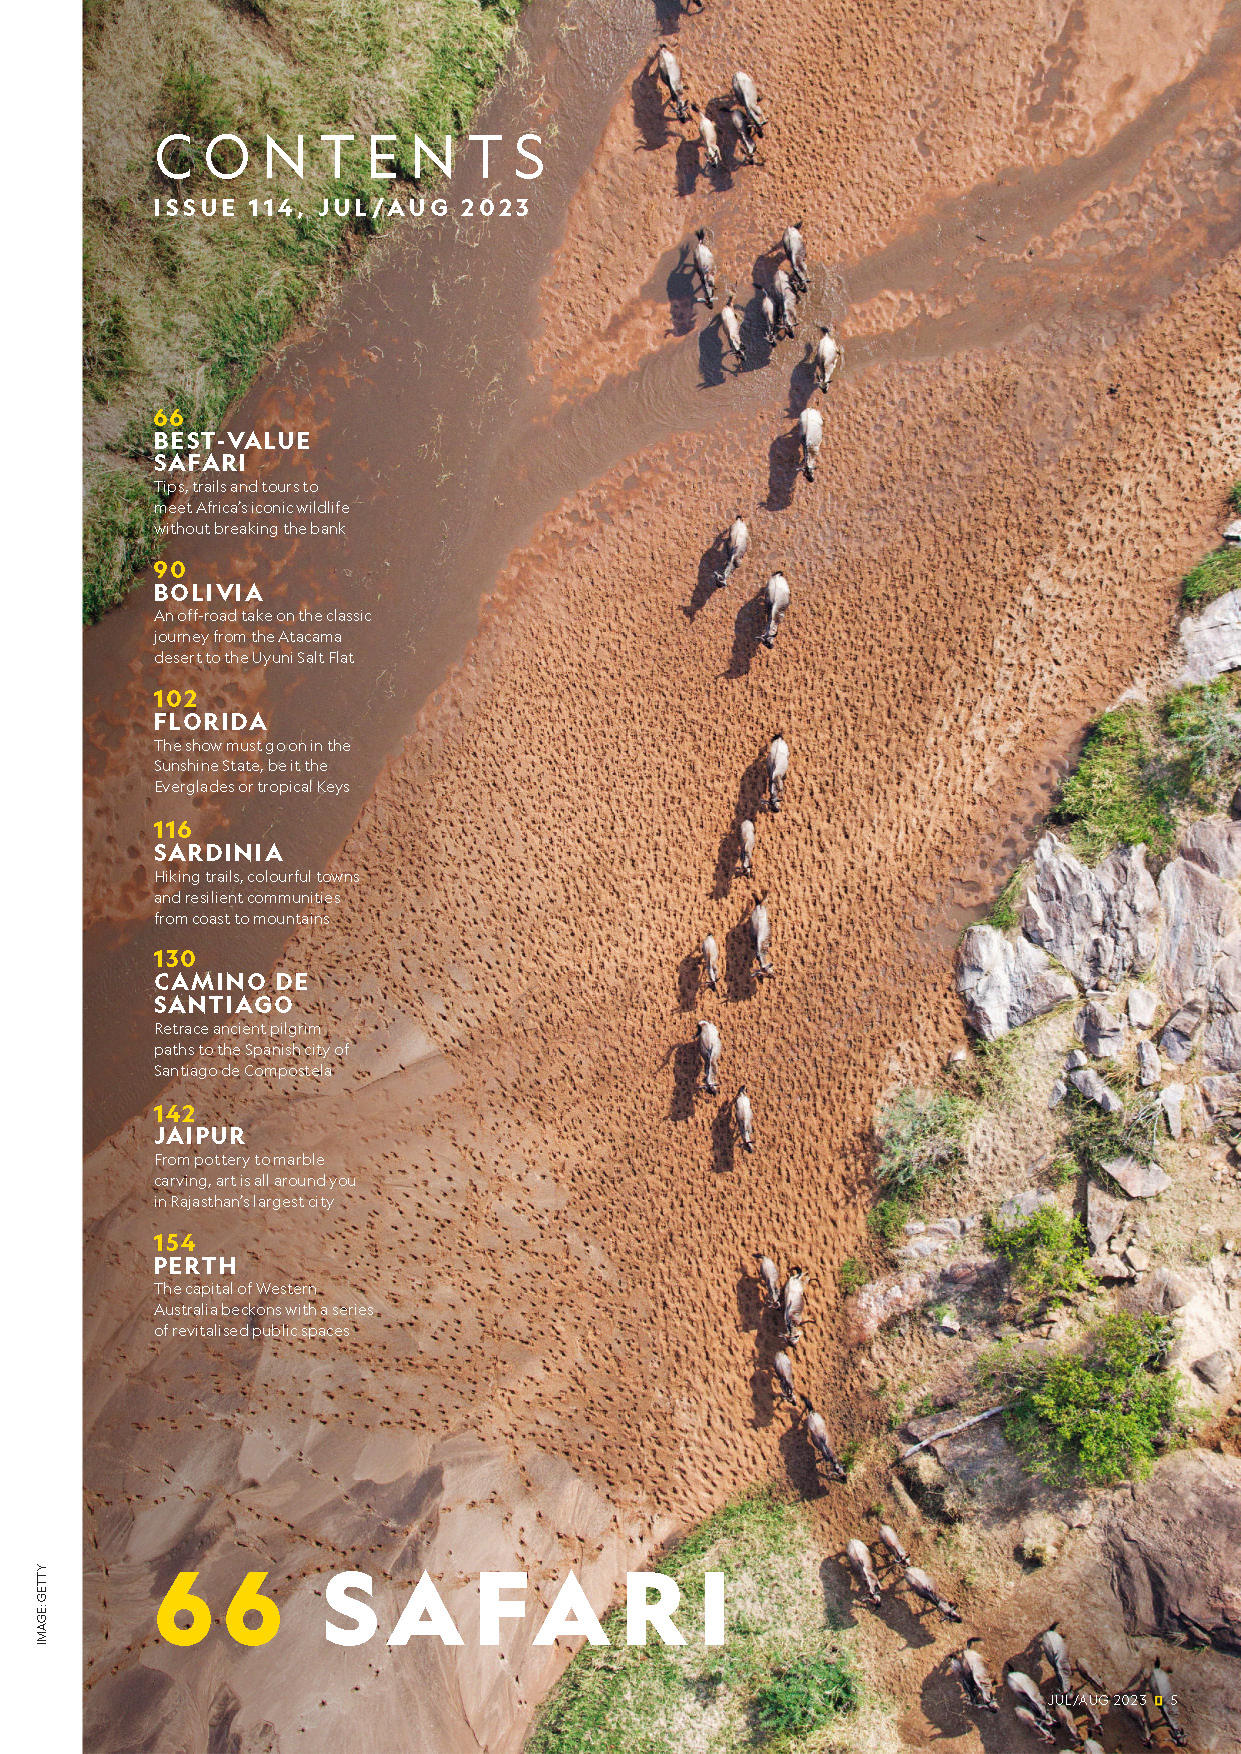 CONTENTS
ISSUE 114, JUL/AUG 2023
66
BEST-VALUE
SAFARI
Tips, trails and tours to
meet Africa's iconic wildlife
without breaking the bank
90
BOLIVIA
An off-road take on the classic
journey from the Atacama
desert to the Uyuni Salt Flat
102
FLORIDA
The show must go on in the
Sunshine State, be it the
Everglades or tropical Keys
116
SARDINIA
Hiking trails, colourful towns
and resilient communities
from coast to mountains
130
CAMINO DE
SANTIAGO
Retrace ancient pilgrim
paths to the Spanish city of
Santiago de Compostela
142
JAIPUR
From pottery to marble
carving, art is all around you
in Rajasthan's largest city
154
PERTH
The capital of Western
Australia beckons with a series
of revitalised public spaces
66 SAFARI
IMAGE: GETTY
JUL/AUG 2023 5